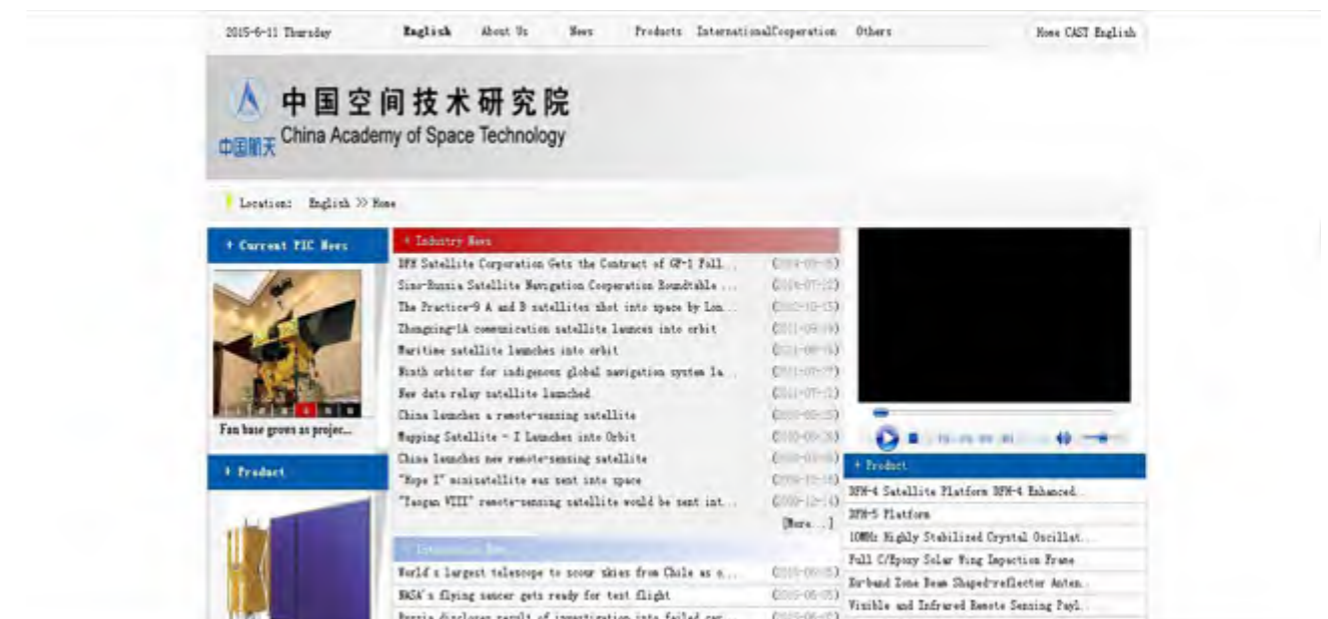 2015-6-11 Thursday English About Us News Products InternationalCooperation Others Home CAST English
中国空间技术研究院
中国航天 China Academy of Space Technology
Location: English >> Home
+ Current PIC News
+ Industry News
DFH Satellite Corporation Gets the Contract of GF-1 Foll...
Sino-Russia Satellite Navigation Cooperation Roundtable ...
The Practice-9 A and B satellites shot into space by Lon...
Zhongxing-1A communication satellite launces into orbit
Maritime satellite launches into orbit
Ninth orbiter for indigenous global navigation system la...
New data relay satellite launched
China launches a remote-sensing satellite
Mapping Satellite - I Launches into Orbit
China launches new remote-sensing satellite
"Hope I" minisatellite was sent into space
"Yaogan VIII" remote-sensing satellite would be sent int...
[More...]
Fan base grows as projec...
+ Product
World's largest telescope to scour skies from Chile as o...
NASA's flying saucer gets ready for test flight
Russia discloses result of investigation into failed
+ Product
DFH-4 Satellite Platform DFH-4 Enhanced...
DFH-5 Platform
10MHz Highly Stabilized Crystal Oscillat...
Full C/Epoxy Solar Wing Inpection Frame
Zone Beam Shaped-reflector Anten...
Visible and Infrared Remote Sensing Payl...